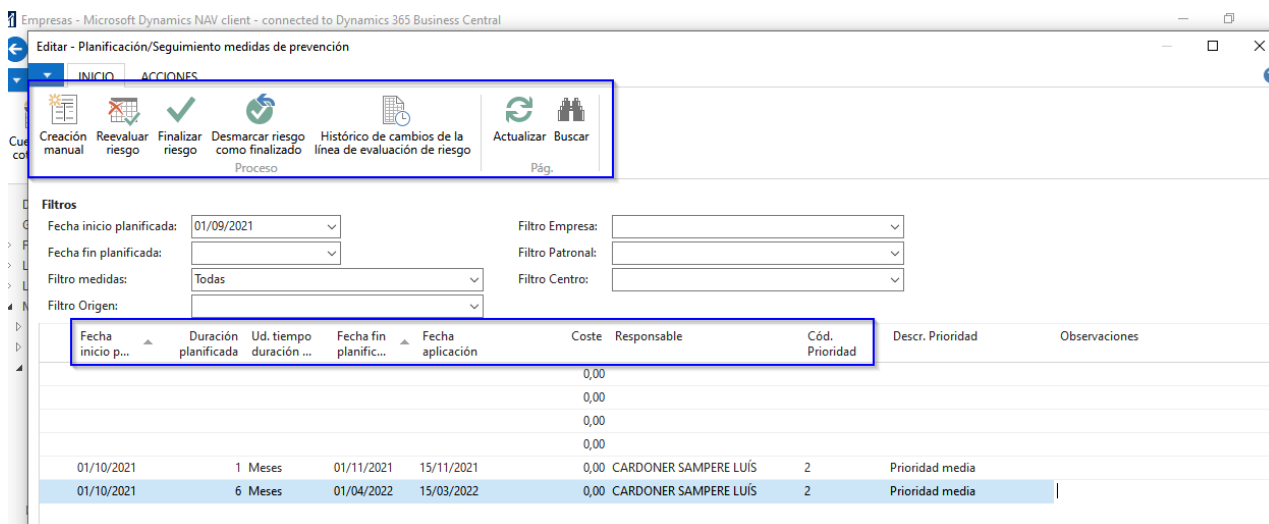 Empresas - Microsoft Dynamics NAV client - connected to Dynamics 365 Business Central
Editar - Planificación/Seguimiento medidas de prevención
INICIO ACCIONES
Creación manual
Reevaluar riesgo
Finalizar riesgo
Desmarcar riesgo como finalizado
Histórico de cambios de la línea de evaluación de riesgo
Actualizar
Buscar
Proceso
Pág.
Filtros
Fecha inicio planificada: 01/09/2021 Filtro Empresa:
Fecha fin planificada: Filtro Patronal:
Filtro medidas: Todas Filtro Centro:
Filtro Origen:
Fecha inicio p... Duración planificada Ud. tiempo duración ... Fecha fin planific... Fecha aplicación Coste Responsable Cód. Prioridad Descr. Prioridad Observaciones
0,00
0,00
0,00
0,00
01/10/2021 1 Meses 01/11/2021 15/11/2021 0,00 CARDONER SAMPERE LUÍS 2 Prioridad media
01/10/2021 6 Meses 01/04/2022 15/03/2022 0,00 CARDONER SAMPERE LUÍS 2 Prioridad media